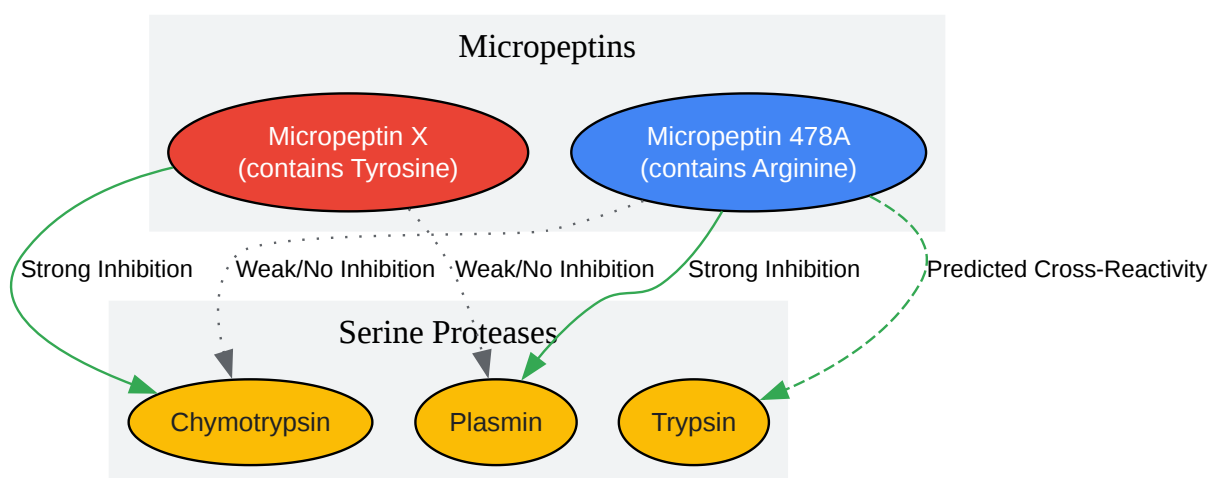 Micropeptins
Micropeptin X
(contains Tyrosine)
Micropeptin 478A
(contains Arginine)
Strong Inhibition
Weak/No Inhibition
Weak/No Inhibition
Strong Inhibition
Predicted Cross-Reactivity
Serine Proteases
Chymotrypsin
Plasmin
Trypsin